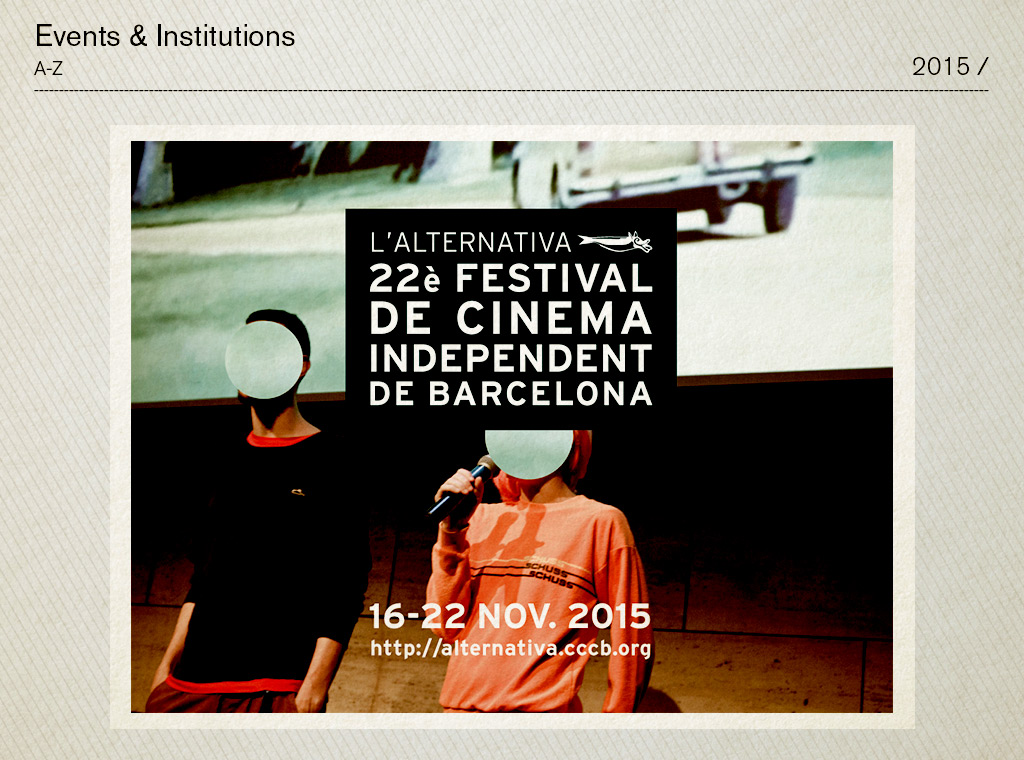 Events & Institutions
A-Z
2015 /
L'ALTERNATIVA
22è FESTIVAL
DE CINEMA
INDEPENDENT
DE BARCELONA
SCHUSS
SCHUSS
SCHUSS
16-22 NOV. 2015
http://alternativa.cccb.org